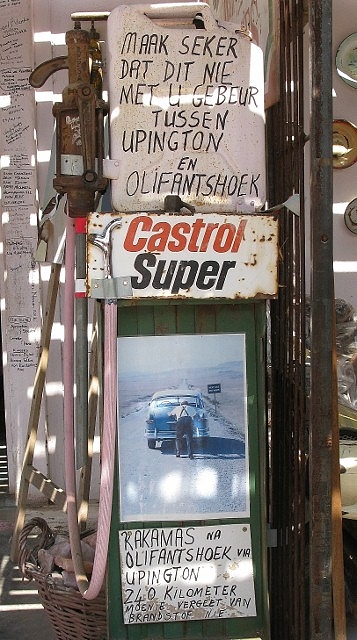 MAAK SEKER
DAT DIT NIE
MET U GEBEUR
TUSSEN
UPINGTON
EN
OLIFANTSHOEK
Castrol
Super
KAKAMAS NA
OLIFANTSHOEK VIA
UPINGTON
240 KILOMETER
MOENIE VERGEET VAN
BRANDSTOF NIE